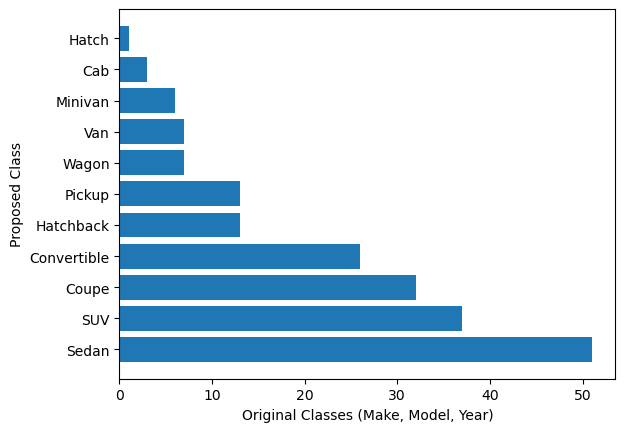 Hatch
Cab
Minivan
Van
Wagon
Pickup
Hatchback
Convertible
Coupe
SUV
Sedan
Proposed Class
0 10 20 30 40 50
Original Classes (Make, Model, Year)